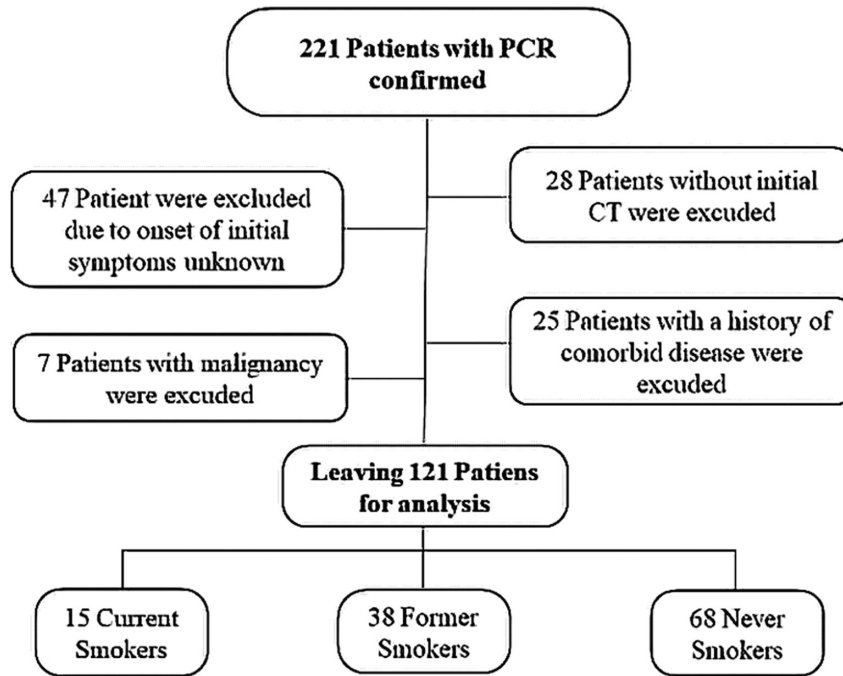 221 Patients with PCR
confirmed
47 Patient were excluded
due to onset of initial
symptoms unknown
28 Patients without initial
CT were excuded
7 Patients with malignancy
were excuded
25 Patients with a history of
comorbid disease were
excuded
Leaving 121 Patiens
for analysis
15 Current
Smokers
38 Former
Smokers
68 Never Smokers